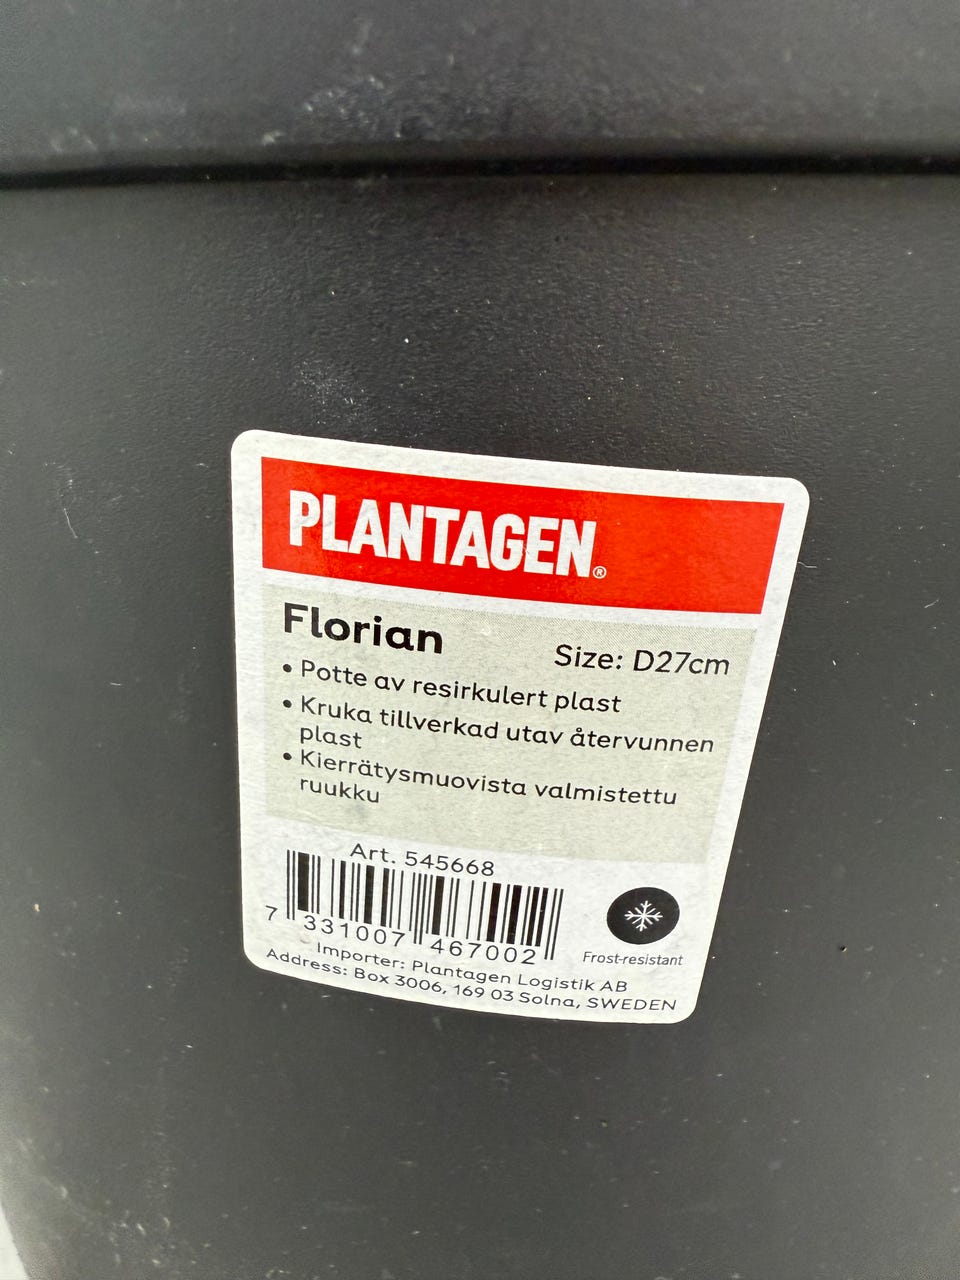 PLANTAGEN®
Florian
Size: D27cm
• Potte av resirkulert plast
• Kruka tillverkad utav återvunnen
plast
• Kierrätysmuovista valmistettu
ruukku
Art. 545668
7 331007 467002
Frost-resistant
Importer: Plantagen Logistik AB
Address: Box 3006, 169 03 Solna, SWEDEN